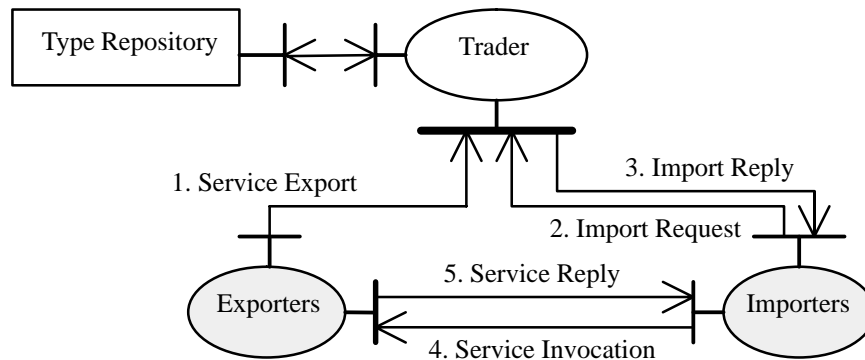 Type Repository
Trader
1. Service Export
3. Import Reply
2. Import Request
Exporters
5. Service Reply
Importers
4. Service Invocation